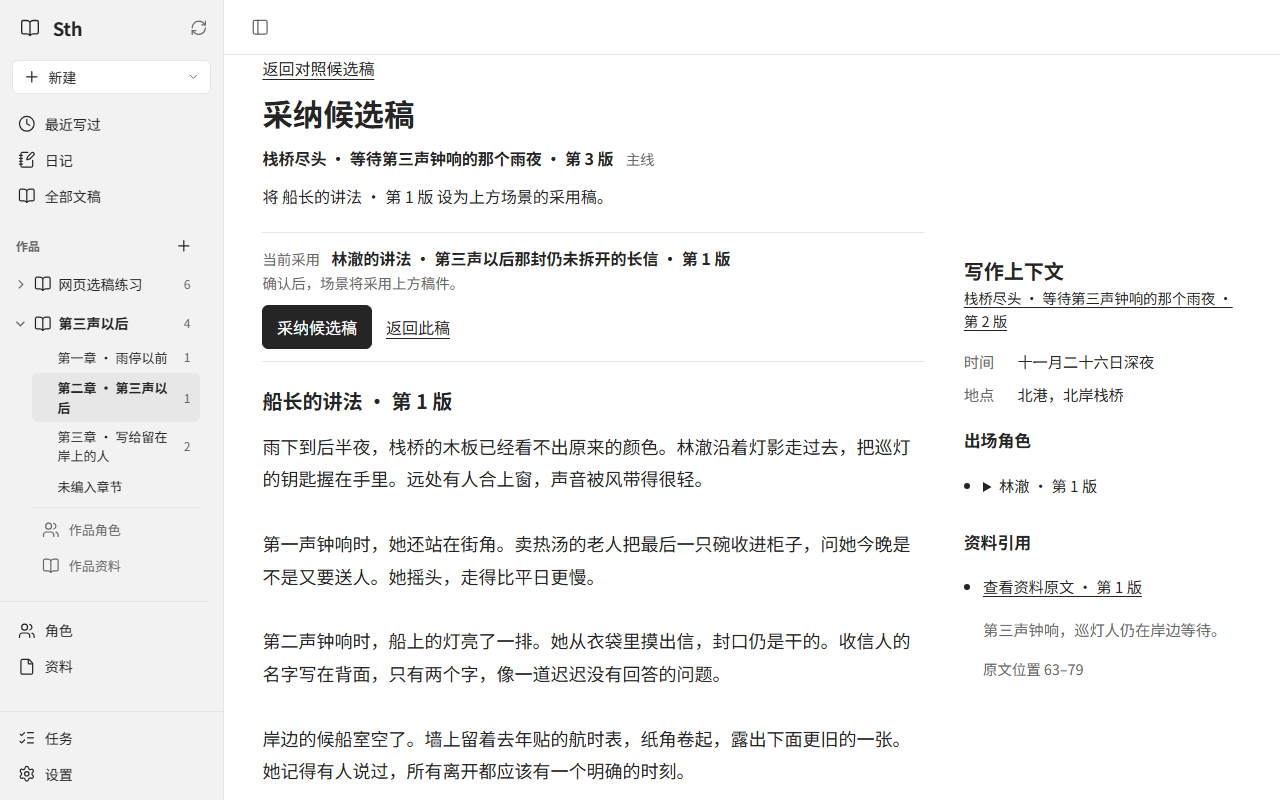 Sth
新建
最近写过
日记
全部文稿
作品
网页选稿练习 6
第三声以后 4
第一章 · 雨停以前 1
第二章 · 第三声以
后 1
第三章 · 写给留在
岸上的人 2
未编入章节
作品角色
作品资料
角色
资料
任务
设置
返回对照候选稿
采纳候选稿
栈桥尽头 · 等待第三声钟响的那个雨夜 · 第 3 版 主线
将 船长的讲法 · 第 1 版 设为上方场景的采用稿。
当前采用 林澈的讲法 · 第三声以后那封仍未拆开的长信 · 第 1 版
确认后，场景将采用上方稿件。
采纳候选稿 返回此稿
船长的讲法 · 第 1 版
雨下到后半夜，栈桥的木板已经看不出原来的颜色。林澈沿着灯影走过去，把巡灯
的钥匙握在手里。远处有人合上窗，声音被风带得很轻。
第一声钟响时，她还站在街角。卖热汤的老人把最后一只碗收进柜子，问她今晚是
不是又要送人。她摇头，走得比平日更慢。
第二声钟响时，船上的灯亮了一排。她从衣袋里摸出信，封口仍是干的。收信人的
名字写在背面，只有两个字，像一道迟迟没有回答的问题。
岸边的候船室空了。墙上留着去年贴的航时表，纸角卷起，露出下面更旧的一张。
她记得有人说过，所有离开都应该有一个明确的时刻。
写作上下文
栈桥尽头 · 等待第三声钟响的那个雨夜 ·
第 2 版
时间 十一月二十六日深夜
地点 北港，北岸栈桥
出场角色
林澈 · 第 1 版
资料引用
查看资料原文 · 第 1 版
第三声钟响，巡灯人仍在岸边等待。
原文位置 63–79